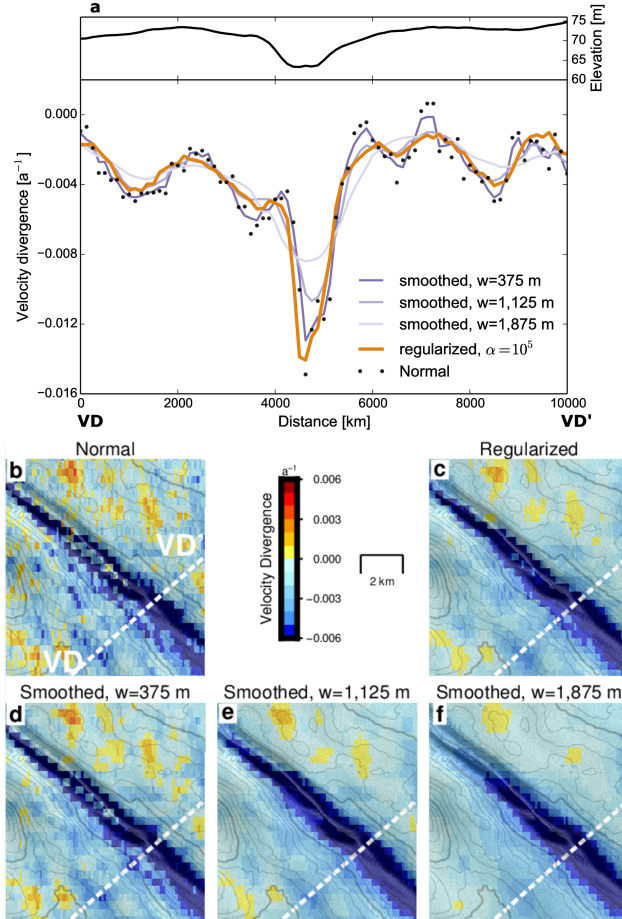 a
75
70
65
60
Elevation [m]
0.000
−0.004
−0.008
−0.012
−0.016
Velocity divergence [a⁻¹]
smoothed, w=375 m
smoothed, w=1,125 m
smoothed, w=1,875 m
regularized, α=10⁵
Normal
0 2000 4000 6000 8000 10000
VD Distance [km] VD'
Normal
Regularized
b
VD'
VD
a⁻¹
0.006
0.003
0.000
−0.003
−0.006
Velocity Divergence
2 km
c
Smoothed, w=375 m
Smoothed, w=1,125 m
Smoothed, w=1,875 m
d
e
f